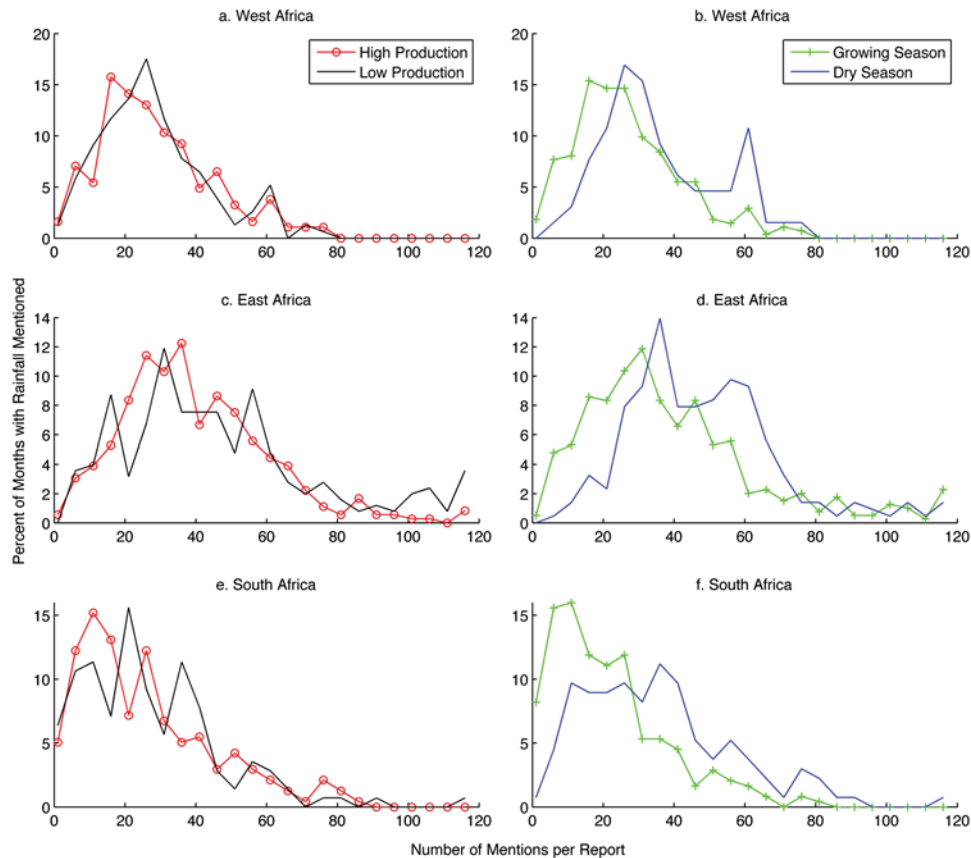 a. West Africa
20
15
10
5
0
0 20 40 60 80 100 120
High Production
Low Production
b. West Africa
20
15
10
5
0
0 20 40 60 80 100 120
Growing Season
Dry Season
Percent of Months with Rainfall Mentioned
c. East Africa
14
12
10
8
6
4
2
0
0 20 40 60 80 100 120
d. East Africa
14
12
10
8
6
4
2
0
0 20 40 60 80 100 120
e. South Africa
15
10
5
0
0 20 40 60 80 100 120
f. South Africa
15
10
5
0
0 20 40 60 80 100 120
Number of Mentions per Report